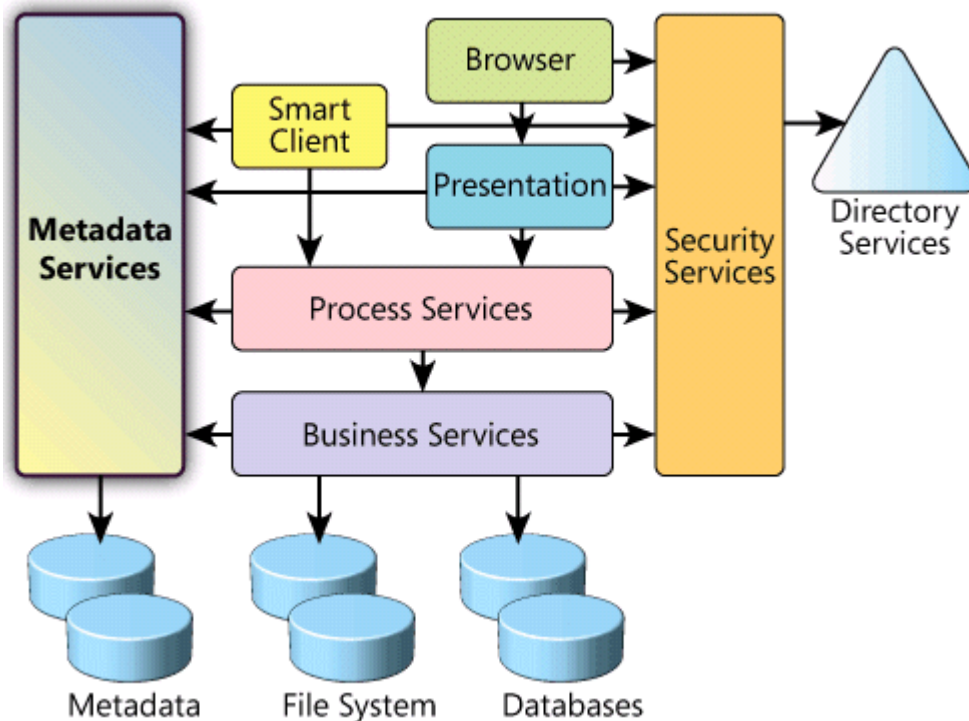 Browser
Smart
Client
Presentation
Directory
Services
Metadata
Services
Security
Services
Process Services
Business Services
Metadata
File System
Databases